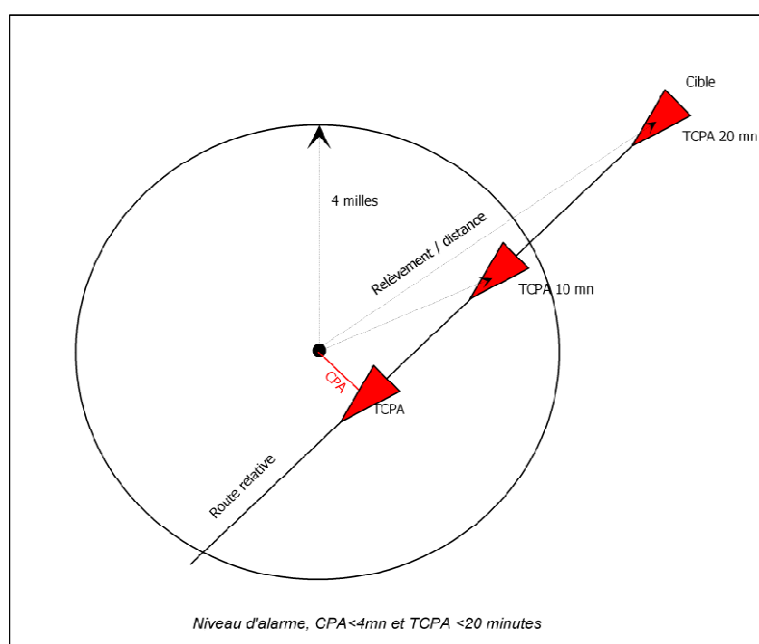 Cible
TCPA 20 mn
4 milles
Relèvement / distance
TCPA 10 mn
CPA
TCPA
Route relative
Niveau d'alarme, CPA<4mn et TCPA <20 minutes